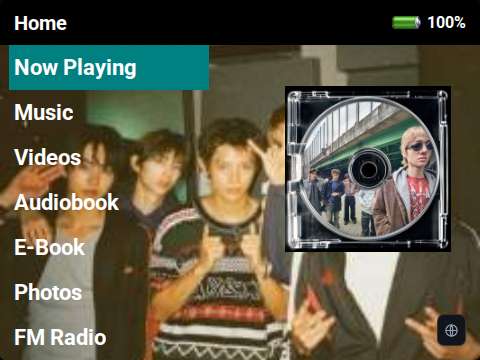 Home
100%
Now Playing
Music
Videos
Audiobook
E-Book
Photos
FM Radio